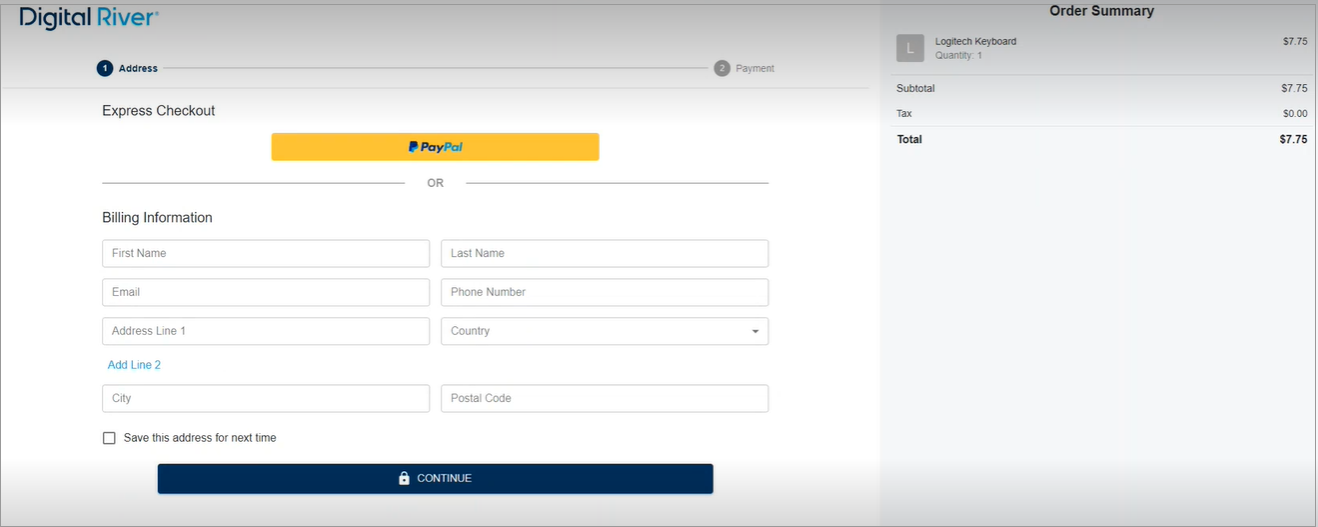 Digital River
1 Address
2 Payment
Express Checkout
PayPal
OR
Billing Information
First Name
Last Name
Email
Phone Number
Address Line 1
Country
Add Line 2
City
Postal Code
Save this address for next time
CONTINUE
Order Summary
L
Logitech Keyboard $7.75
Quantity: 1
Subtotal $7.75
Tax $0.00
Total $7.75